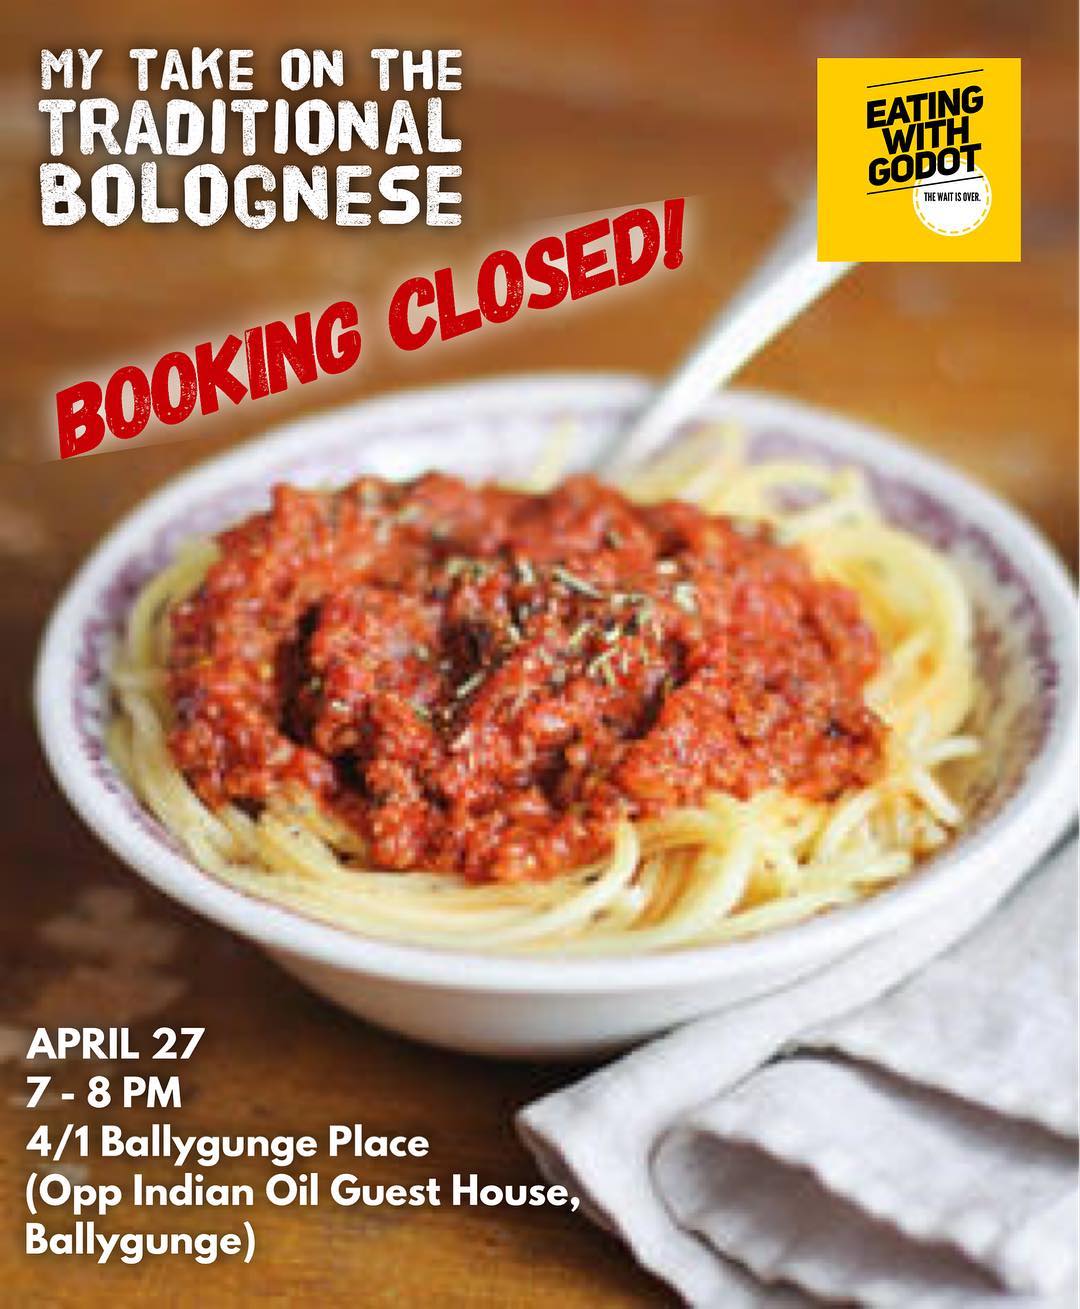 MY TAKE ON THE
TRADITIONAL
BOLOGNESE
EATING
WITH
GODOT
THE WAIT IS OVER.
BOOKING CLOSED!
APRIL 27
7 - 8 PM
4/1 Ballygunge Place
(Opp Indian Oil Guest House,
Ballygunge)